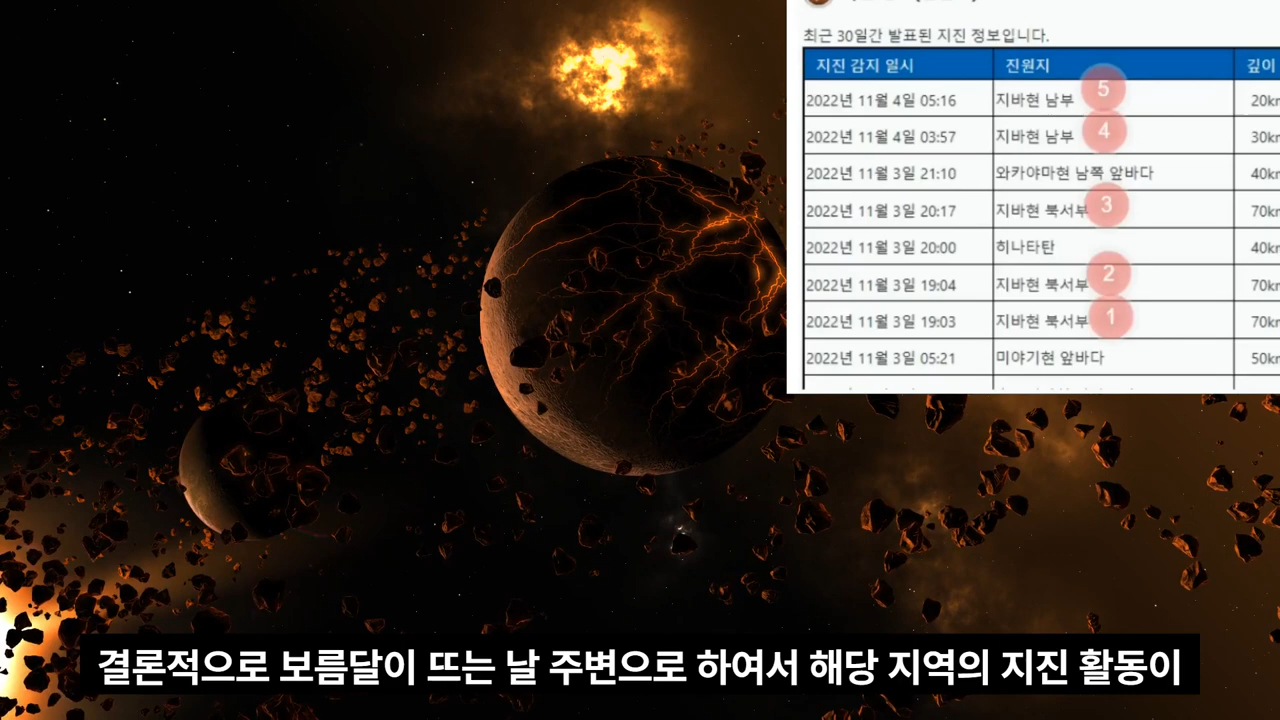 최근 30일간 발표된 지진 정보입니다.
지진 감지 일시 진원지 깊이
2022년 11월 4일 05:16 지바현 남부 5 20km
2022년 11월 4일 03:57 지바현 남부 4 30km
2022년 11월 3일 21:10 와카야마현 남쪽 앞바다 40km
2022년 11월 3일 20:17 지바현 북서부 3 70km
2022년 11월 3일 20:00 히나타탄 40km
2022년 11월 3일 19:04 지바현 북서부 2 70km
2022년 11월 3일 19:03 지바현 북서부 1 70km
2022년 11월 3일 05:21 미야기현 앞바다 50km
결론적으로 보름달이 뜨는 날 주변으로 하여서 해당 지역의 지진 활동이